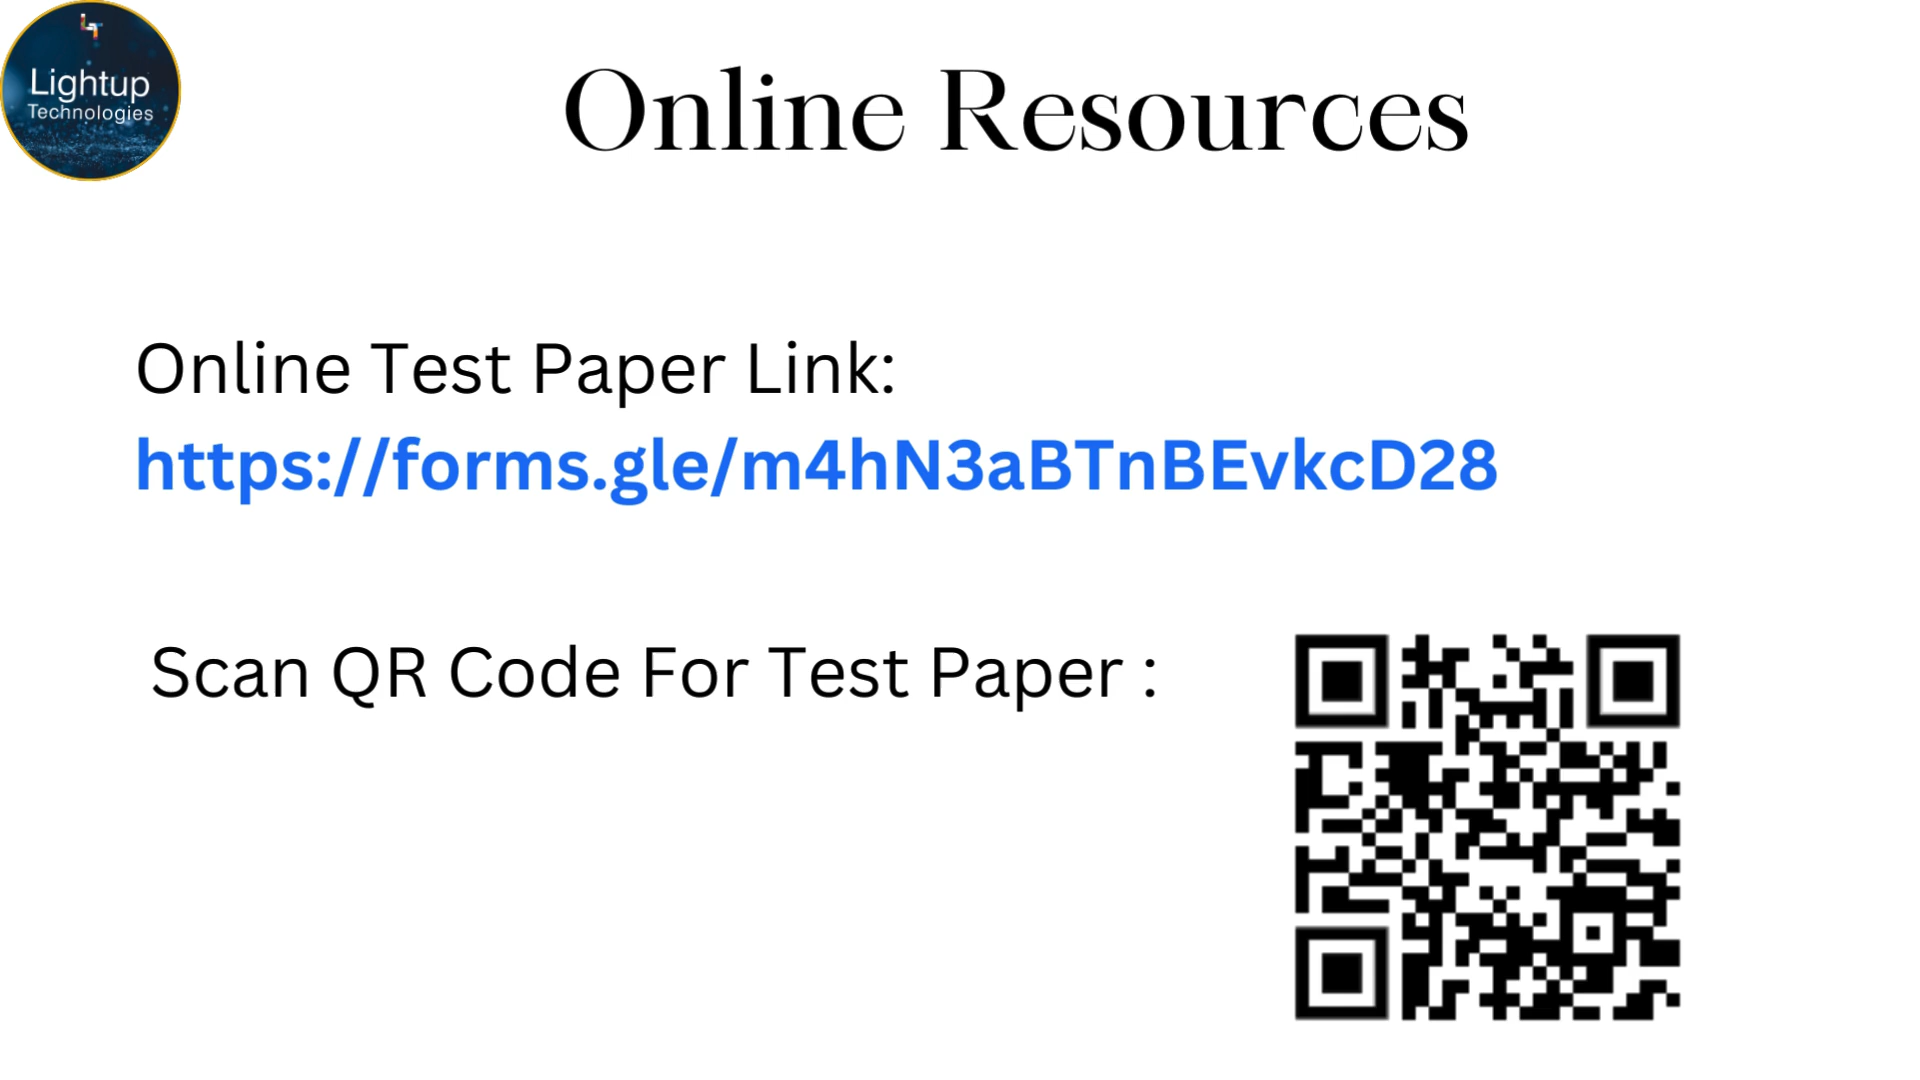 Lightup
Technologies
Online Resources
Online Test Paper Link:
https://forms.gle/m4hN3aBTnBEvkcD28
Scan QR Code For Test Paper :